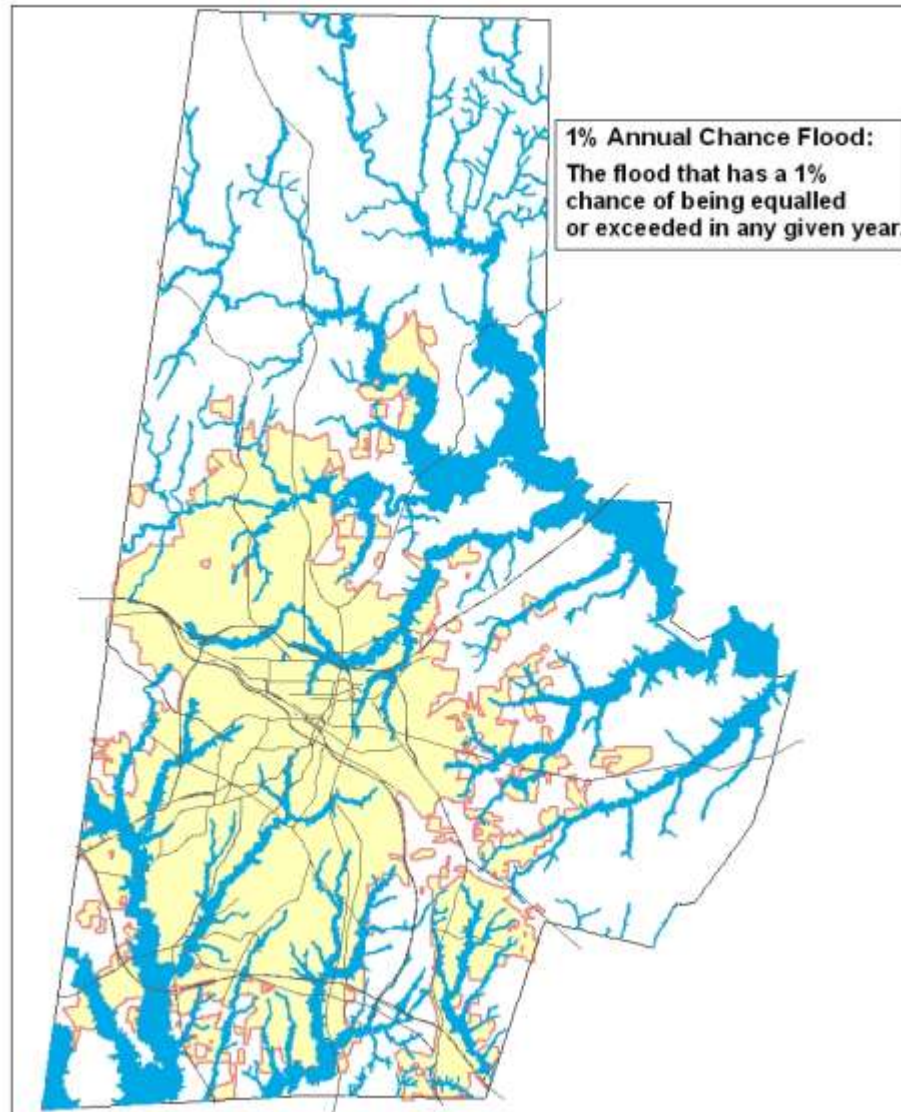 1% Annual Chance Flood:
The flood that has a 1%
chance of being equalled
or exceeded in any given year.